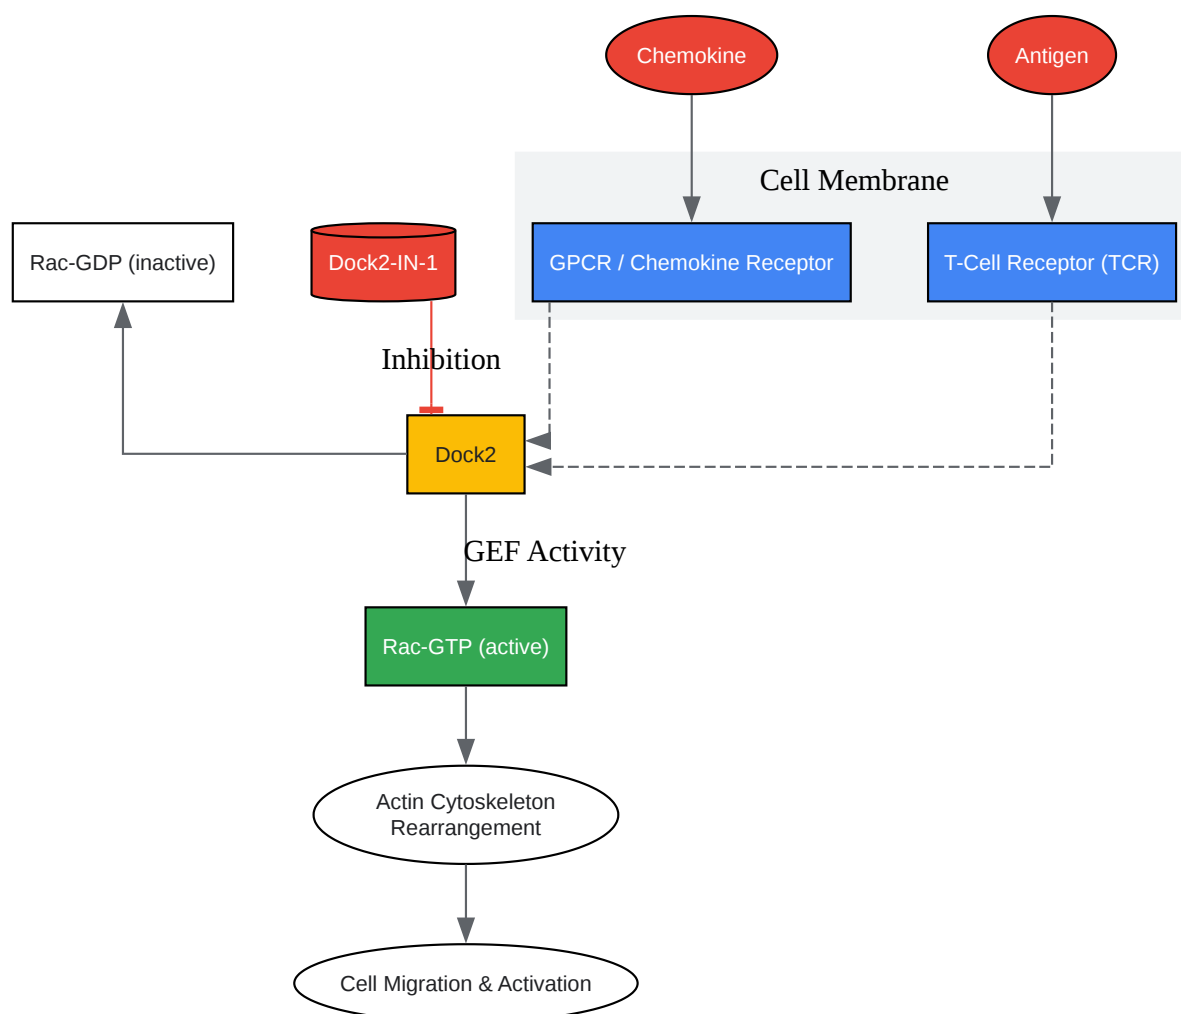 Chemokine
Antigen
Cell Membrane
Rac-GDP (inactive)
Dock2-IN-1
GPCR / Chemokine Receptor
T-Cell Receptor (TCR)
Inhibition
Dock2
GEF Activity
Rac-GTP (active)
Actin Cytoskeleton
Rearrangement
Cell Migration & Activation